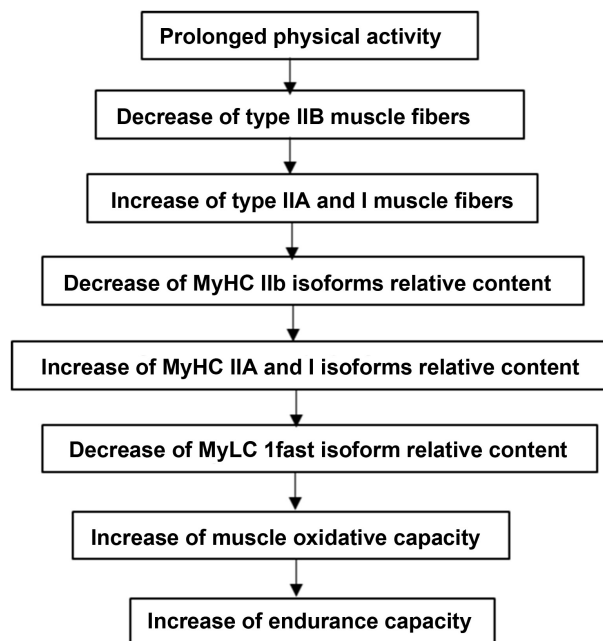 Prolonged physical activity
Decrease of type IIB muscle fibers
Increase of type IIA and I muscle fibers
Decrease of MyHC IIb isoforms relative content
Increase of MyHC IIA and I isoforms relative content
Decrease of MyLC 1fast isoform relative content
Increase of muscle oxidative capacity
Increase of endurance capacity